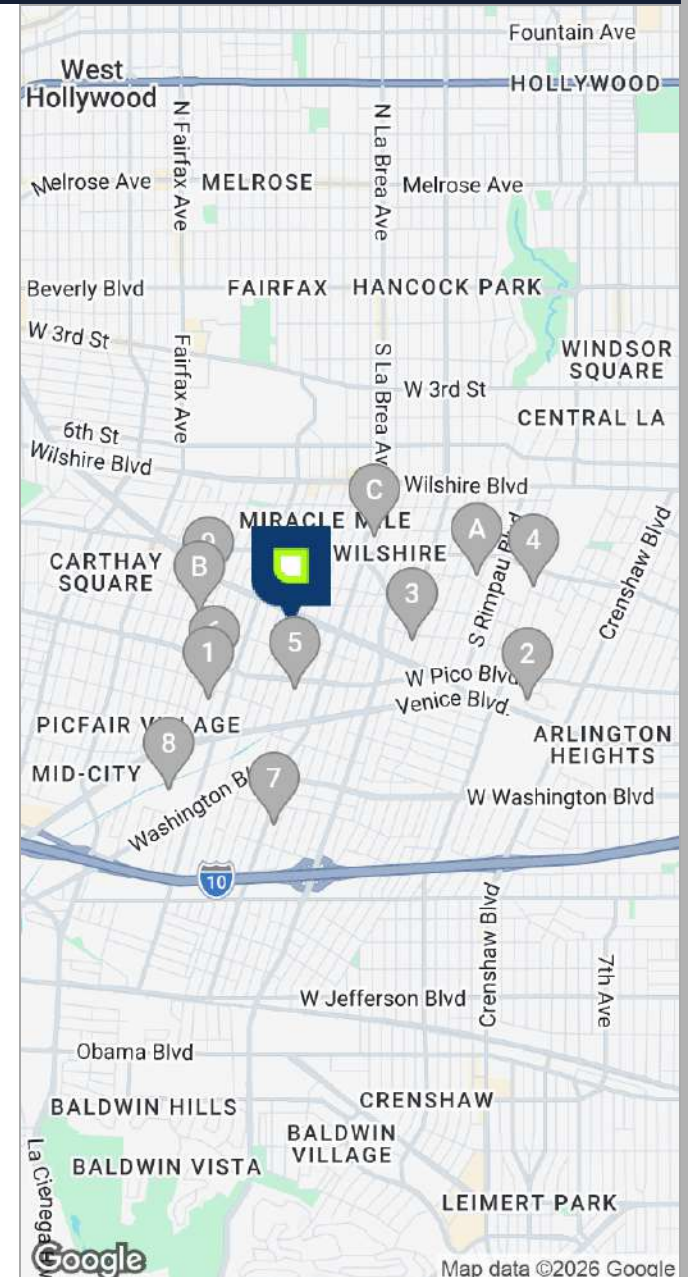 Fountain Ave
West
Hollywood
HOLLYWOOD
N Fairfax Ave
N La Brea Ave
Melrose Ave
MELROSE
Melrose Ave
Beverly Blvd
FAIRFAX
HANCOCK PARK
W 3rd St
Fairfax Ave
S La Brea Av
WINDSOR
SQUARE
W 3rd St
CENTRAL LA
6th St
Wilshire Blvd
Wilshire Blvd
C
MIRACLE MILE
A
4
WILSHIRE
CARTHAY
SQUARE
B
3
S Rimpau Blvd
Crenshaw Blvd
1
5
2
W Pico Blvd
Venice Blvd.
PICFAIR VILLAGE
ARLINGTON
HEIGHTS
8
MID-CITY
7
Washington Bl
W Washington Blvd
10
Crenshaw Blvd
7th Ave
W Jefferson Blvd
Obama Blvd
BALDWIN HILLS
CRENSHAW
BALDWIN
VILLAGE
La Cienega
BALDWIN VISTA
LEIMERT PARK
Google
Map data ©2026 Google